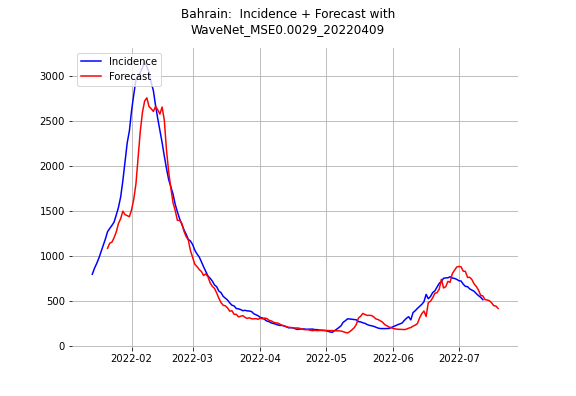 Bahrain:  Incidence + Forecast with
WaveNet_MSE0.0029_20220409
Incidence
Forecast
3000
2500
2000
1500
1000
500
0
2022-02 2022-03 2022-04 2022-05 2022-06 2022-07